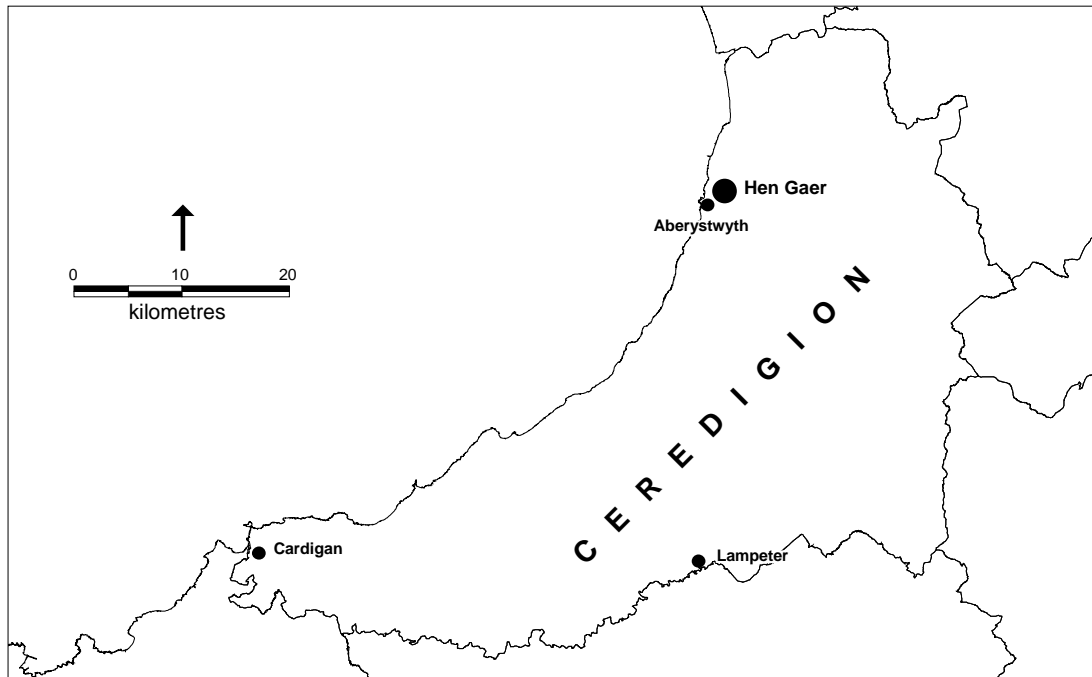 Hen Gaer
Aberystwyth
0 10 20
kilometres
CEREDIGION
Cardigan
Lampeter